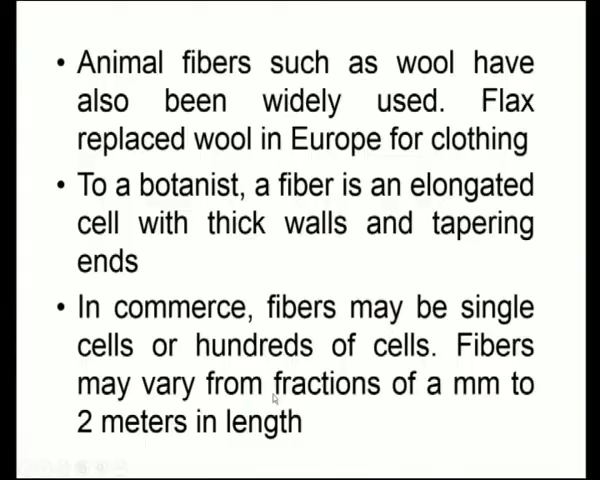 • Animal fibers such as wool have
also been widely used. Flax
replaced wool in Europe for clothing
• To a botanist, a fiber is an elongated
cell with thick walls and tapering
ends
• In commerce, fibers may be single
cells or hundreds of cells. Fibers
may vary from fractions of a mm to
2 meters in length